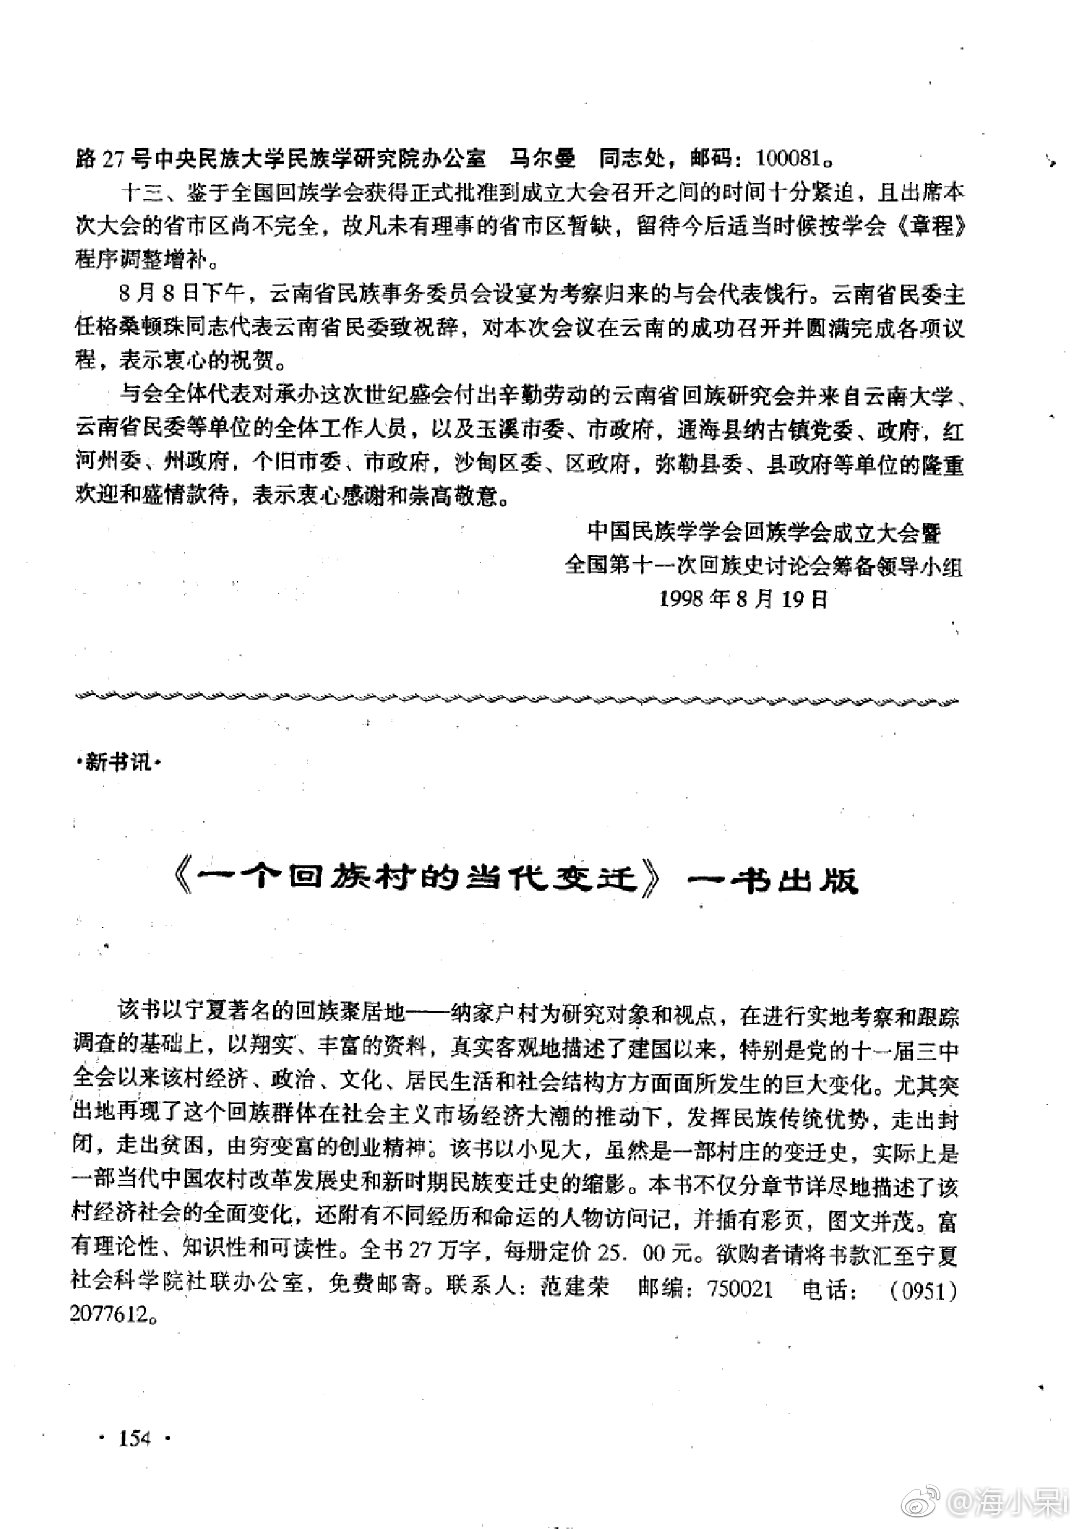 路27号中央民族大学民族学研究院办公室 马尔曼 同志处，邮码：100081。
十三、鉴于全国回族学会获得正式批准到成立大会召开之间的时间十分紧迫，且出席本
次大会的省市区尚不完全，故凡未有理事的省市区暂缺，留待今后适当时候按学会《章程》
程序调整增补。
8月8日下午，云南省民族事务委员会设宴为考察归来的与会代表饯行。云南省民委主
任格桑顿珠同志代表云南省民委致祝辞，对本次会议在云南的成功召开并圆满完成各项议
程，表示衷心的祝贺。
与会全体代表对承办这次世纪盛会付出辛勤劳动的云南省回族研究会并来自云南大学、
云南省民委等单位的全体工作人员，以及玉溪市委、市政府，通海县纳古镇党委、政府，红
河州委、州政府，个旧市委、市政府，沙甸区委、区政府，弥勒县委、县政府等单位的隆重
欢迎和盛情款待，表示衷心感谢和崇高敬意。
中国民族学学会回族学会成立大会暨
全国第十一次回族史讨论会筹备领导小组
1998年8月19日
·新书讯·
《一个回族村的当代变迁》一书出版
该书以宁夏著名的回族聚居地——纳家户村为研究对象和视点，在进行实地考察和跟踪
调查的基础上，以翔实、丰富的资料，真实客观地描述了建国以来，特别是党的十一届三中
全会以来该村经济、政治、文化、居民生活和社会结构方方面面所发生的巨大变化。尤其突
出地再现了这个回族群体在社会主义市场经济大潮的推动下，发挥民族传统优势，走出封
闭，走出贫困，由穷变富的创业精神。该书以小见大，虽然是一部村庄的变迁史，实际上是
一部当代中国农村改革发展史和新时期民族变迁史的缩影。本书不仅分章节详尽地描述了该
村经济社会的全面变化，还附有不同经历和命运的人物访问记，并插有彩页，图文并茂。富
有理论性、知识性和可读性。全书27万字，每册定价25．00元。欲购者请将书款汇至宁夏
社会科学院社联办公室，免费邮寄。联系人：范建荣 邮编：750021 电话：（0951）
2077612。
·154·
@海小呆i